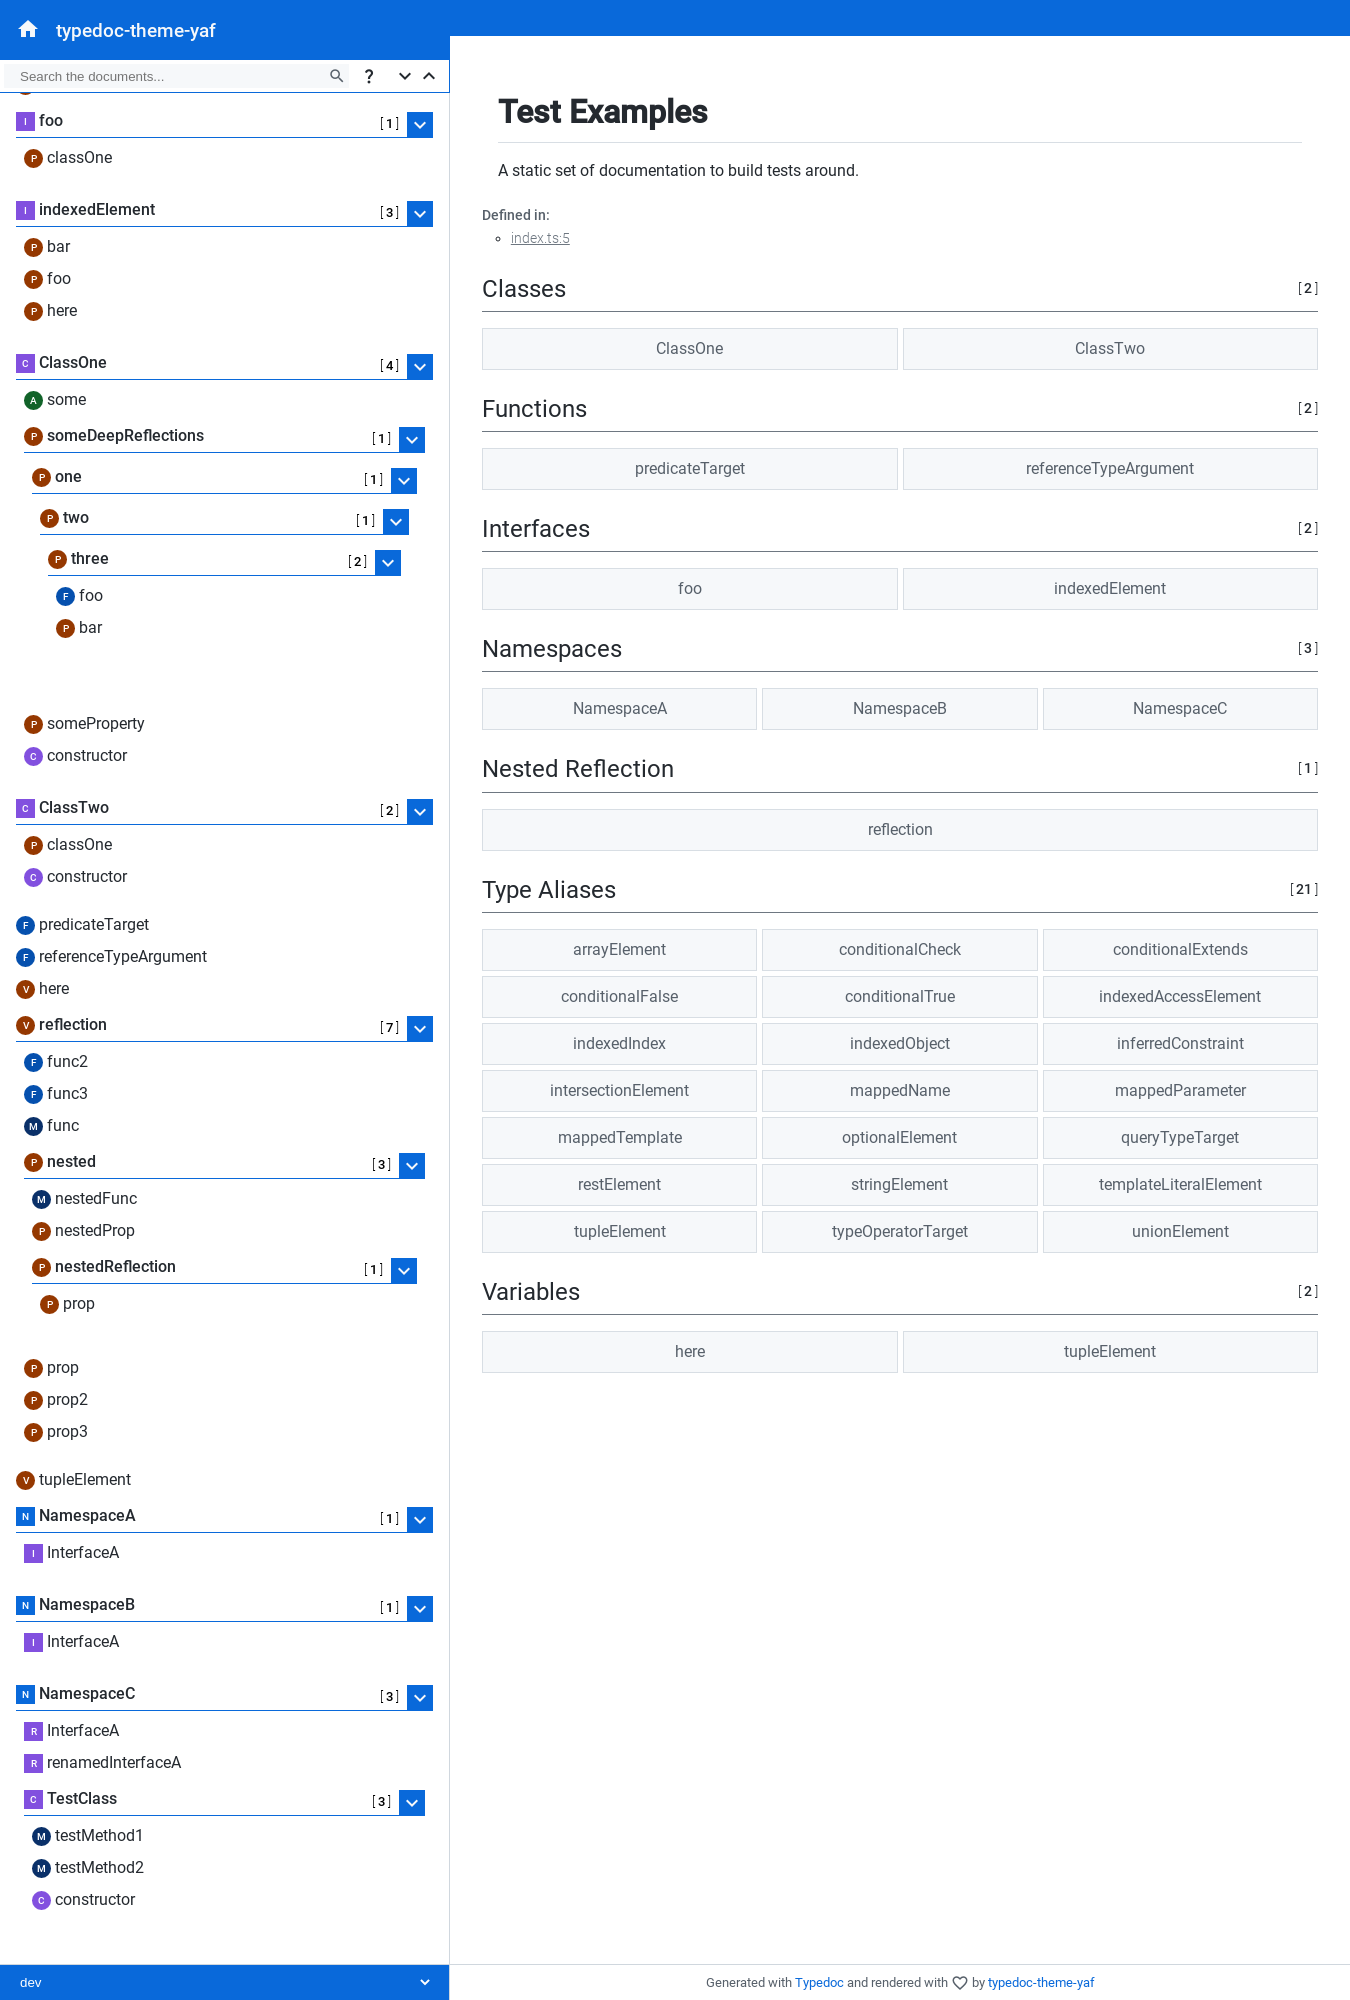 typedoc-theme-yaf
Search the documents...
?
I foo [ 1 ]
P classOne
I indexedElement [ 3 ]
P bar
P foo
P here
C ClassOne [ 4 ]
A some
P someDeepReflections [ 1 ]
P one [ 1 ]
P two [ 1 ]
P three [ 2 ]
F foo
P bar
P someProperty
C constructor
C ClassTwo [ 2 ]
P classOne
C constructor
F predicateTarget
F referenceTypeArgument
V here
V reflection [ 7 ]
F func2
F func3
M func
P nested [ 3 ]
M nestedFunc
P nestedProp
P nestedReflection [ 1 ]
P prop
P prop
P prop2
P prop3
V tupleElement
N NamespaceA [ 1 ]
I InterfaceA
N NamespaceB [ 1 ]
I InterfaceA
N NamespaceC [ 3 ]
R InterfaceA
R renamedInterfaceA
C TestClass [ 3 ]
M testMethod1
M testMethod2
C constructor
dev
Test Examples
A static set of documentation to build tests around.
Defined in:
index.ts:5
Classes [ 2 ]
ClassOne ClassTwo
Functions [ 2 ]
predicateTarget referenceTypeArgument
Interfaces [ 2 ]
foo indexedElement
Namespaces [ 3 ]
NamespaceA NamespaceB NamespaceC
Nested Reflection [ 1 ]
reflection
Type Aliases [ 21 ]
arrayElement conditionalCheck conditionalExtends
conditionalFalse conditionalTrue indexedAccessElement
indexedIndex indexedObject inferredConstraint
intersectionElement mappedName mappedParameter
mappedTemplate optionalElement queryTypeTarget
restElement stringElement templateLiteralElement
tupleElement typeOperatorTarget unionElement
Variables [ 2 ]
here tupleElement
Generated with Typedoc and rendered with by typedoc-theme-yaf